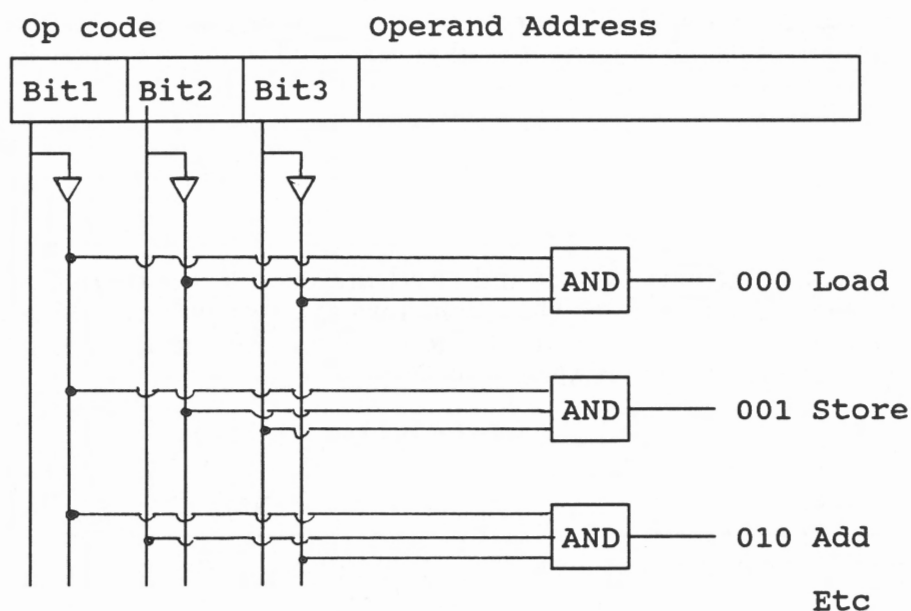 Op code Operand Address
Bit1 Bit2 Bit3
AND 000 Load
AND 001 Store
AND 010 Add
Etc